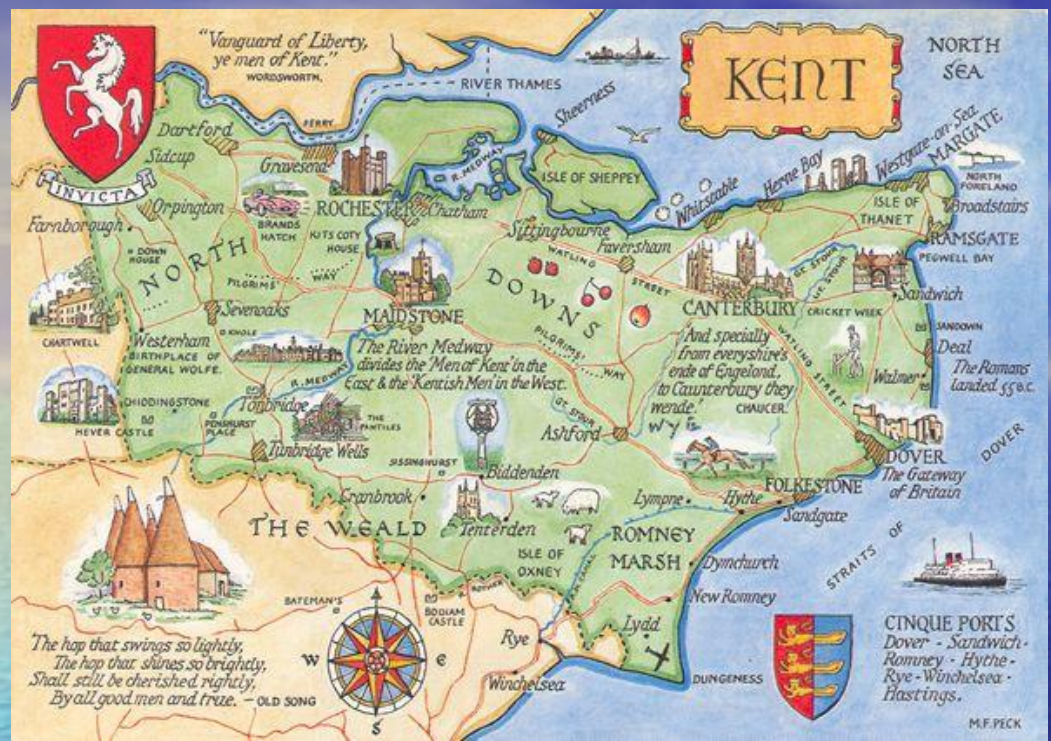 "Vanguard of Liberty,
ye men of Kent."
WORDSWORTH.
KENT
NORTH
SEA
RIVER THAMES
FERRY
Sheerness
INVICTA
Dartford
Sidcup
Gravesend
R. MEDWAY
ISLE OF SHEPPEY
Whitstable
Herne Bay
Westgate-on-Sea
MARGATE
NORTH
FORELAND
Farnborough
Orpington
BRANDS
HATCH
ROCHESTER
Chatham
KITS COTY
HOUSE
Sittingbourne
Faversham
ISLE OF
THANET
Broadstairs
RAMSGATE
PEGWELL BAY
DOWN
HOUSE
NORTH
DOWNS
PILGRIMS'
WAY
WATLING
STREET
CANTERBURY
GT. STOUR
LT. STOUR
Sandwich
CRICKET WEEK
SANDOWN
Deal
CHARTWELL
Sevenoaks
KNOLE
Westerham
BIRTHPLACE OF
GENERAL WOLFE.
MAIDSTONE
The River Medway
divides the 'Men of Kent' in the
East & the 'Kentish Men' in the West.
PILGRIMS'
WAY
'And specially
from everyshire's
ende of Engelond,
to Caunterbury they
wende.'
CHAUCER.
WATLING STREET
Walmer
The Romans
landed 55 B.C.
HEVER CASTLE
CHIDDINGSTONE
PENSHURST
PLACE
R. MEDWAY
Tonbridge
THE
PANTILES
Tunbridge Wells
GT. STOUR
Ashford
WYE
DOVER
The Gateway
of Britain
STRAITS OF DOVER
SISSINGHURST
Biddenden
Cranbrook
Tenterden
THE WEALD
ISLE OF
OXNEY
Lympne
Hythe
FOLKESTONE
Sandgate
ROMNEY
MARSH
Dymchurch
New Romney
Lydd
ROTHER
BATEMAN'S
BODIAM
CASTLE
Rye
Winchelsea
DUNGENESS
W
E
S
The hop that swings so lightly,
The hop that shines so brightly,
Shall still be cherished rightly,
By all good men and true. - OLD SONG
CINQUE PORTS
Dover - Sandwich -
Romney - Hythe -
Rye - Winchelsea -
Hastings.
M.F. PECK